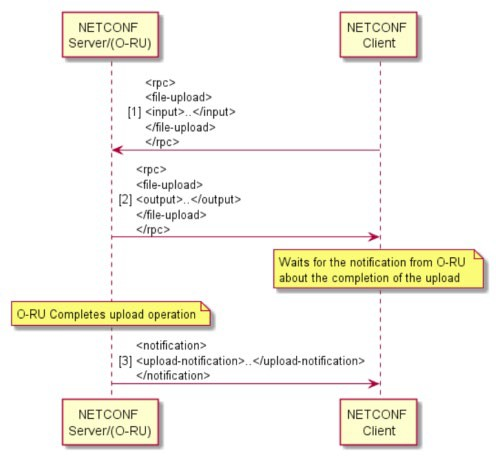 NETCONF
Server/(O-RU)
NETCONF
Client
<rpc>
<file-upload>
[1] <input>..</input>
</file-upload>
</rpc>
<rpc>
<file-upload>
[2] <output>..</output>
</file-upload>
</rpc>
Waits for the notification from O-RU
about the completion of the upload
O-RU Completes upload operation
<notification>
[3] <upload-notification>..</upload-notification>
</notification>
NETCONF
Server/(O-RU)
NETCONF
Client